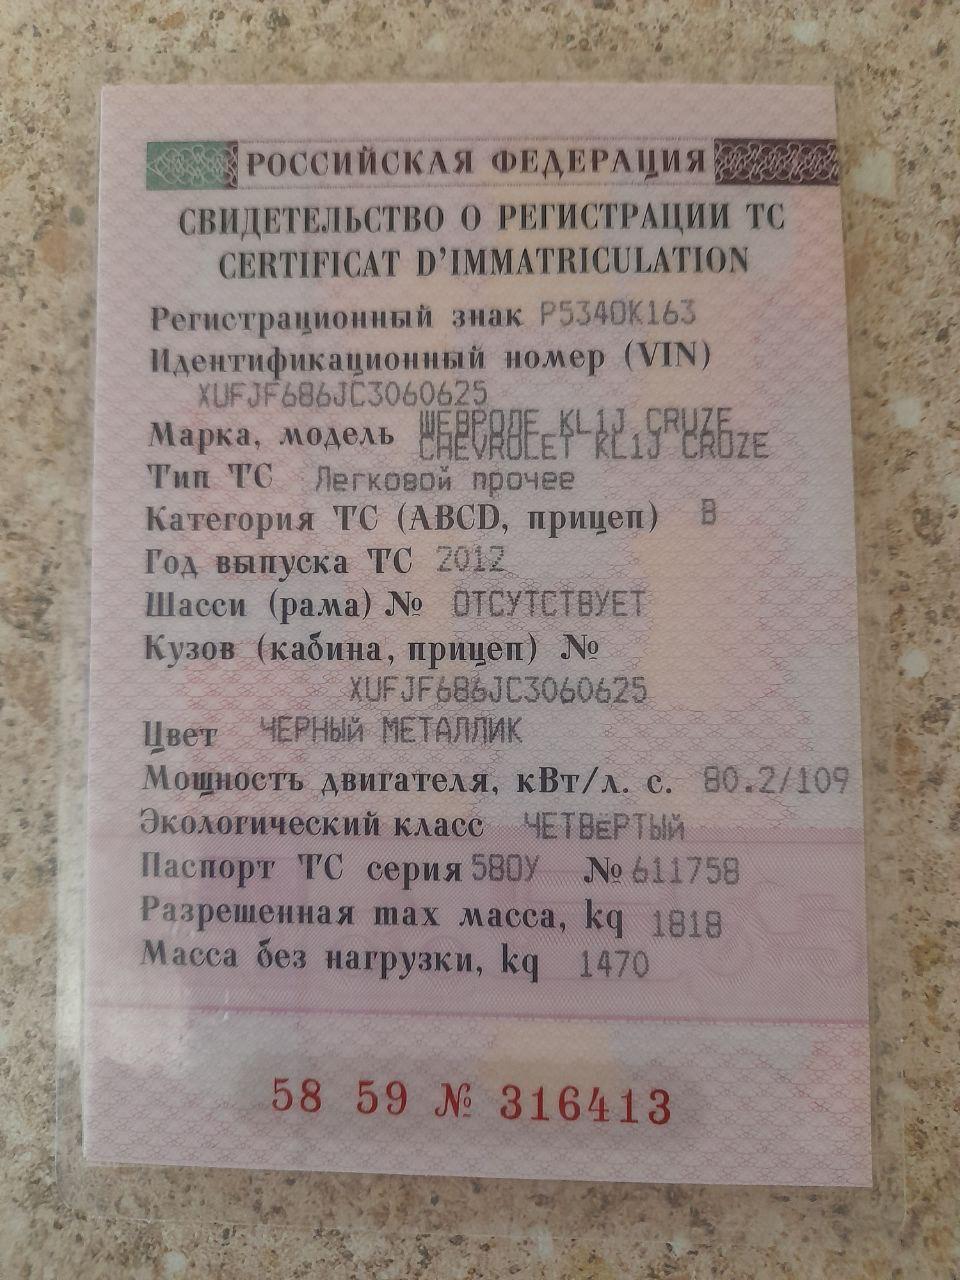 РОССИЙСКАЯ ФЕДЕРАЦИЯ
СВИДЕТЕЛЬСТВО О РЕГИСТРАЦИИ ТС
CERTIFICAT D'IMMATRICULATION
Регистрационный знак Р534ОК163
Идентификационный номер (VIN)
XUFJF686JC3060625
Марка, модель ШЕВРОЛЕ KL1J CRUZE
CHEVROLET KL1J CRUZE
Тип ТС Легковой прочее
Категория ТС (ABCD, прицеп) B
Год выпуска ТС 2012
Шасси (рама) № ОТСУТСТВУЕТ
Кузов (кабина, прицеп) №
XUFJF686JC3060625
Цвет ЧЕРНЫЙ МЕТАЛЛИК
Мощность двигателя, кВт/л. с. 80.2/109
Экологический класс ЧЕТВЁРТЫЙ
Паспорт ТС серия 58ОУ № 611758
Разрешенная max масса, kq 1818
Масса без нагрузки, kq 1470
58 59 № 316413